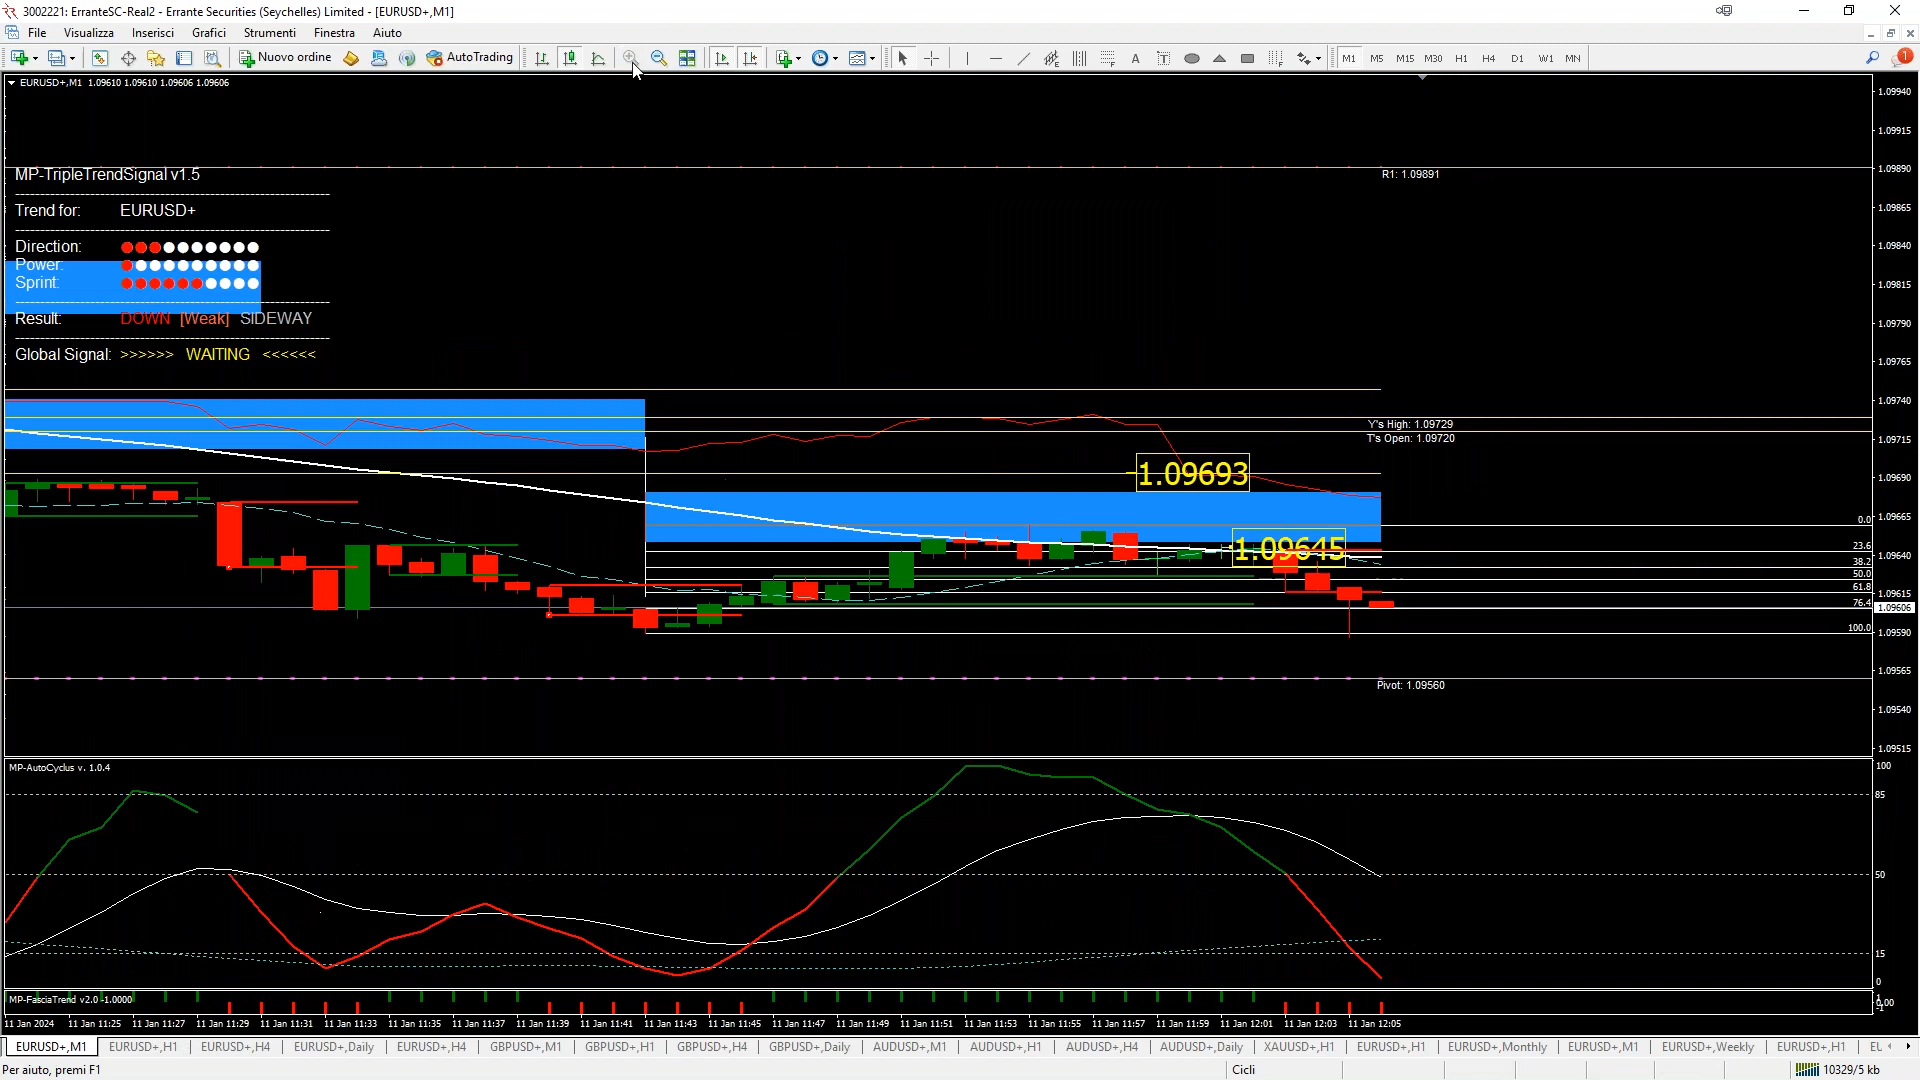 3002221: ErranteSC-Real2 - Errante Securities (Seychelles) Limited - [EURUSD+,M1]
File Visualizza Inserisci Grafici Strumenti Finestra Aiuto
Nuovo ordine AutoTrading A T M1 M5 M15 M30 H1 H4 D1 W1 MN 1
EURUSD+,M1 1.09610 1.09610 1.09606 1.09606
1.09940
1.09915
1.09890
1.09865
1.09840
1.09815
1.09790
1.09765
1.09740
1.09715
1.09690
1.09665
1.09640
1.09615
1.09606
1.09590
1.09565
1.09540
1.09515
MP-TripleTrendSignal v1.5
Trend for: EURUSD+
Direction:
Power:
Sprint:
Result: DOWN [Weak] SIDEWAY
Global Signal: >>>>>> WAITING <<<<<<
R1: 1.09891
Y's High: 1.09729
T's Open: 1.09720
1.09693
1.09645
0.0
23.6
38.2
50.0
61.8
76.4
100.0
Pivot: 1.09560
MP-AutoCyclus v. 1.0.4
100
85
50
15
0
MP-FasciaTrend v2.0 -1.0000
11 Jan 2024 11 Jan 11:25 11 Jan 11:27 11 Jan 11:29 11 Jan 11:31 11 Jan 11:33 11 Jan 11:35 11 Jan 11:37 11 Jan 11:39 11 Jan 11:41 11 Jan 11:43 11 Jan 11:45 11 Jan 11:47 11 Jan 11:49 11 Jan 11:51 11 Jan 11:53 11 Jan 11:55 11 Jan 11:57 11 Jan 11:59 11 Jan 12:01 11 Jan 12:03 11 Jan 12:05
EURUSD+,M1 EURUSD+,H1 EURUSD+,H4 EURUSD+,Daily EURUSD+,H4 GBPUSD+,M1 GBPUSD+,H1 GBPUSD+,H4 GBPUSD+,Daily AUDUSD+,M1 AUDUSD+,H1 AUDUSD+,H4 AUDUSD+,Daily XAUUSD+,H1 EURUSD+,H1 EURUSD+,Monthly EURUSD+,M1 EURUSD+,Weekly EURUSD+,H1 EL
Per aiuto, premi F1 Cicli 10329/5 kb